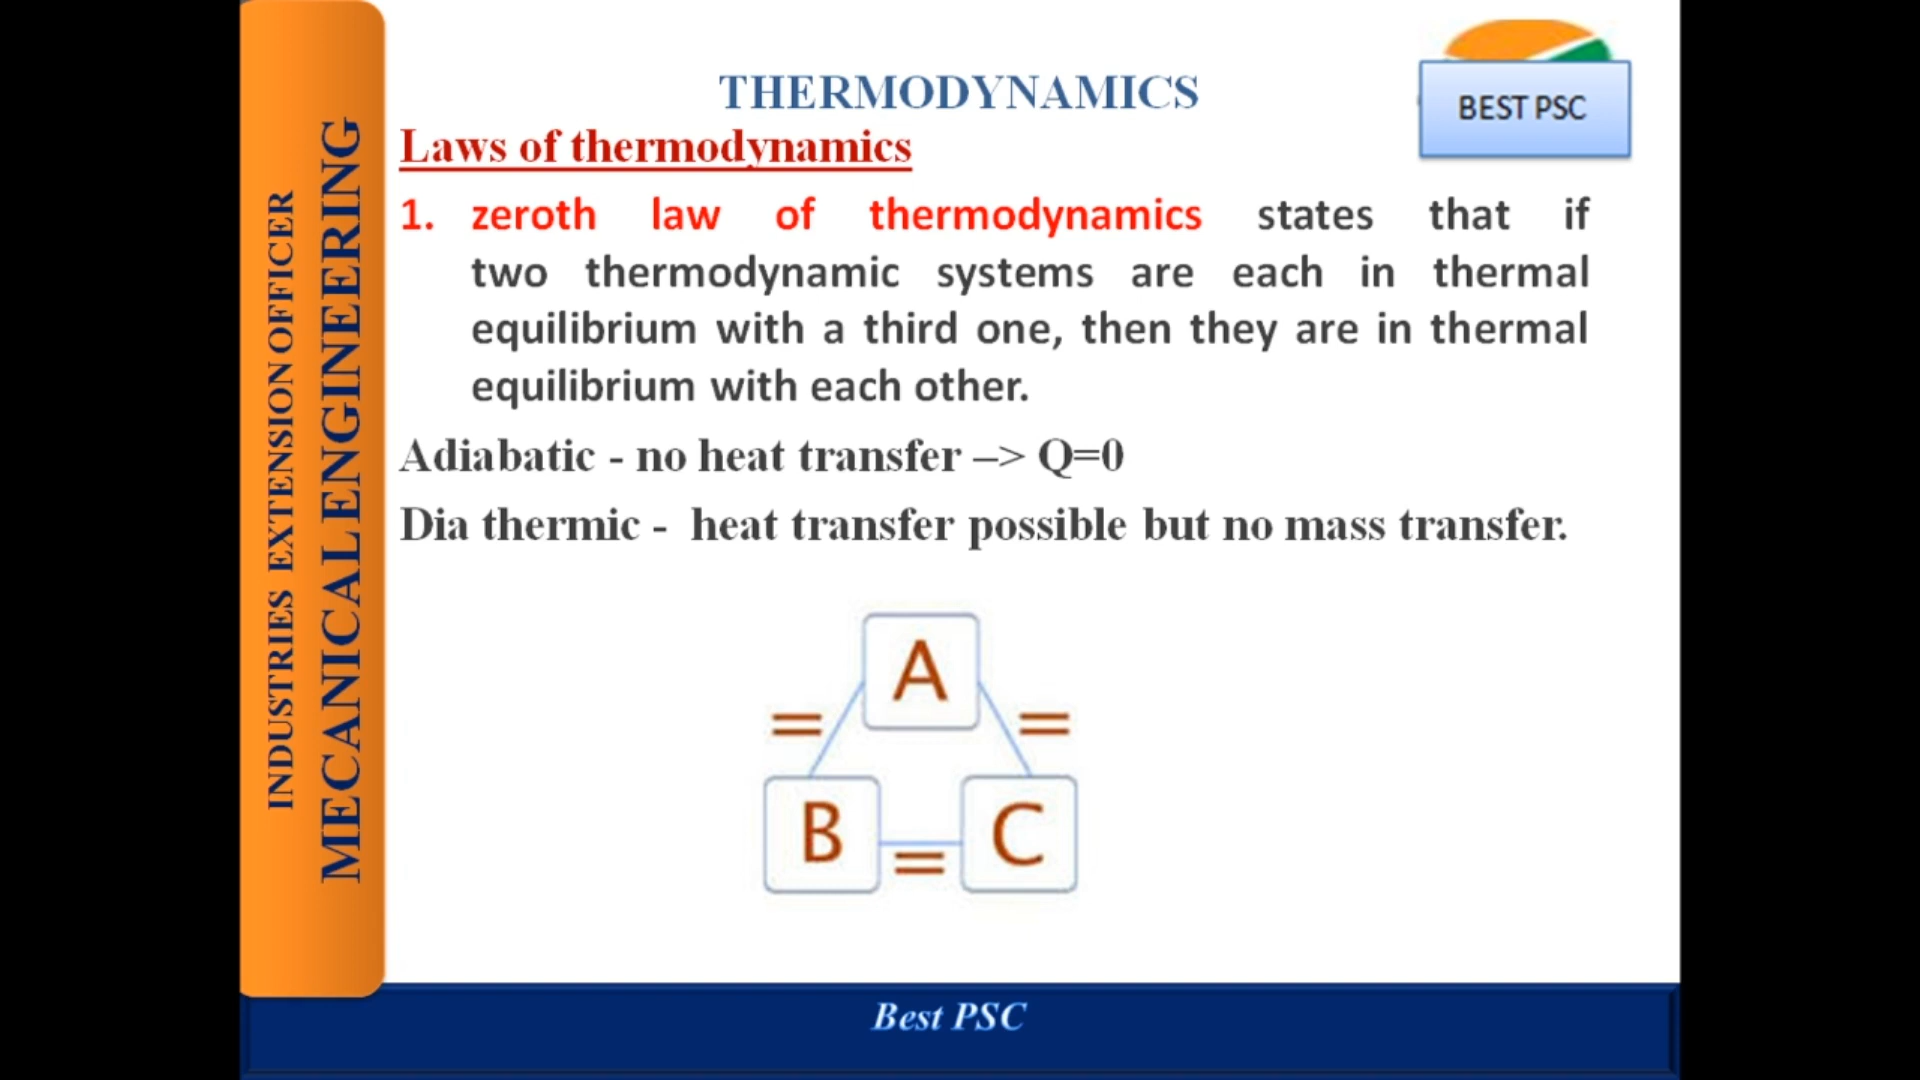 INDUSTRIES EXTENSION OFFICER
MECANICAL ENGINEERING
THERMODYNAMICS
BEST PSC
Laws of thermodynamics
1. zeroth law of thermodynamics states that if
two thermodynamic systems are each in thermal
equilibrium with a third one, then they are in thermal
equilibrium with each other.
Adiabatic - no heat transfer –> Q=0
Dia thermic - heat transfer possible but no mass transfer.
A
= =
B = C
Best PSC